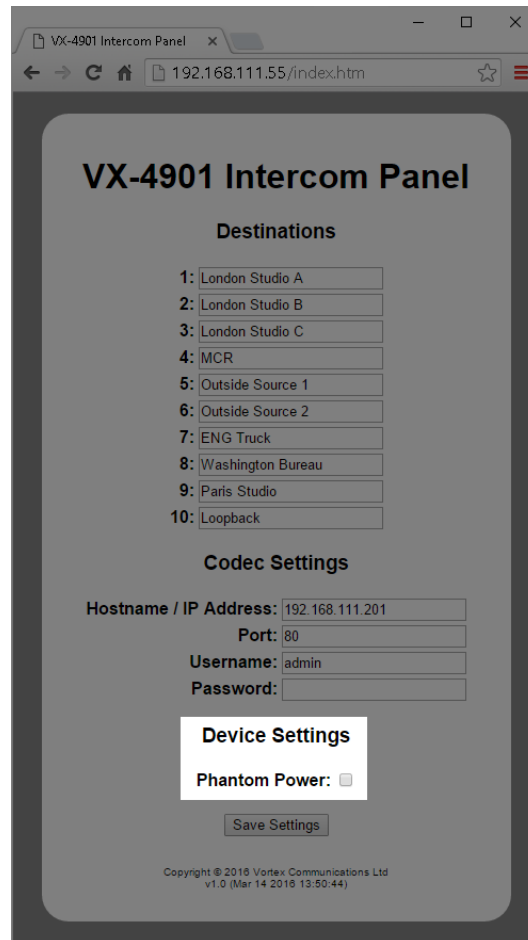 VX-4901 Intercom Panel
192.168.111.55/index.htm
VX-4901 Intercom Panel
Destinations
1: London Studio A
2: London Studio B
3: London Studio C
4: MCR
5: Outside Source 1
6: Outside Source 2
7: ENG Truck
8: Washington Bureau
9: Paris Studio
10: Loopback
Codec Settings
Hostname / IP Address: 192.168.111.201
Port: 80
Username: admin
Password:
Device Settings
Phantom Power:
Save Settings
Copyright © 2016 Vortex Communications Ltd
v1.0 (Mar 14 2016 13:50:44)